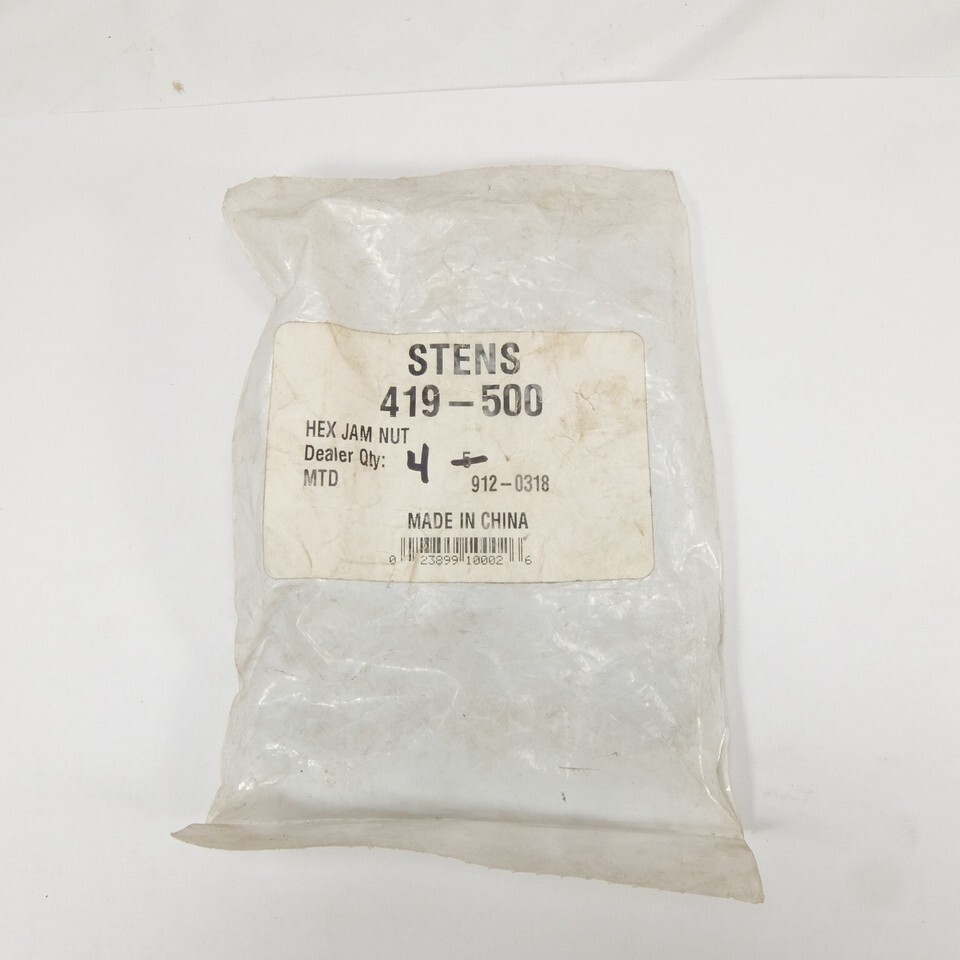 STENS
419-500
HEX JAM NUT
Dealer Qty: 4 5
MTD 912-0318
MADE IN CHINA
0 23899 10002 6